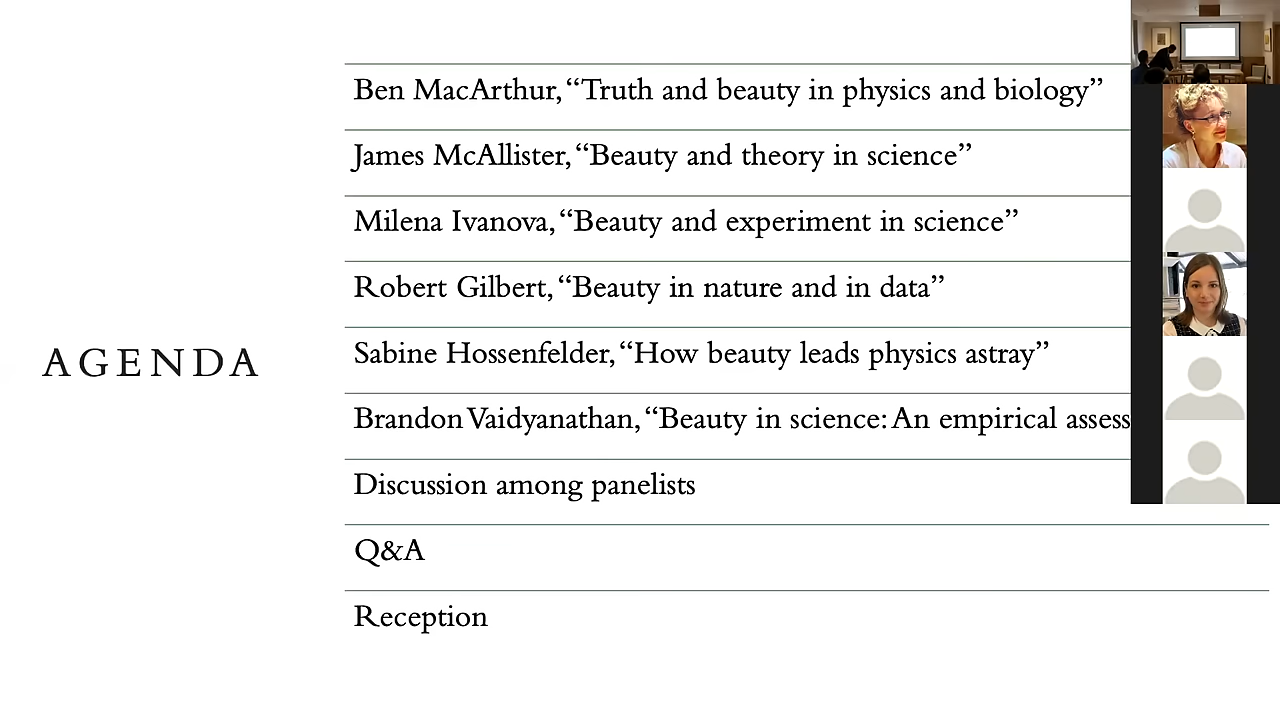 AGENDA
Ben MacArthur, “Truth and beauty in physics and biology”
James McAllister, “Beauty and theory in science”
Milena Ivanova, “Beauty and experiment in science”
Robert Gilbert, “Beauty in nature and in data”
Sabine Hossenfelder, “How beauty leads physics astray”
Brandon Vaidyanathan, “Beauty in science: An empirical assess
Discussion among panelists
Q&A
Reception